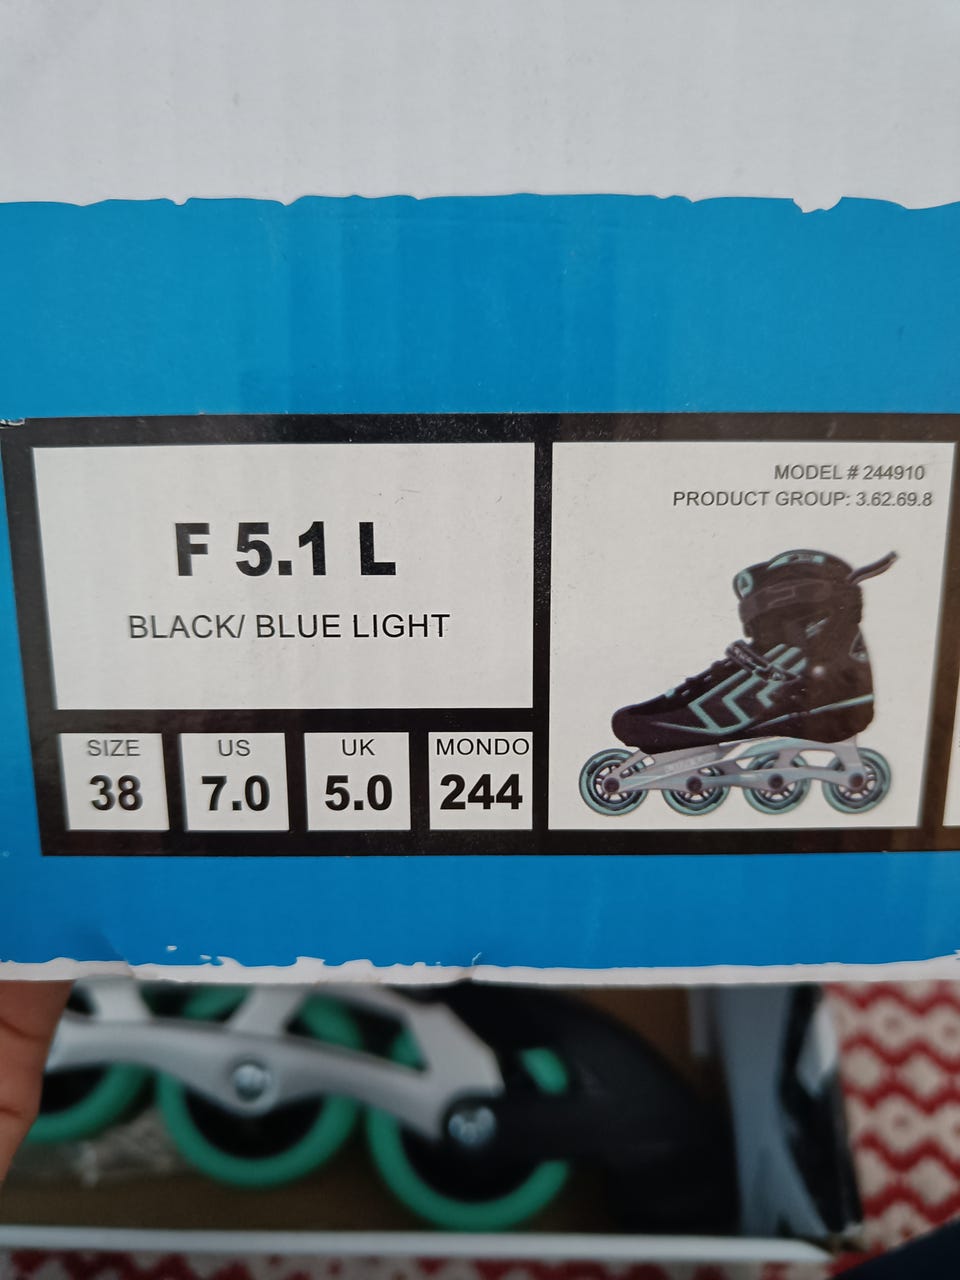 F 5.1 L
BLACK/ BLUE LIGHT
SIZE
38
US
7.0
UK
5.0
MONDO
244
MODEL # 244910
PRODUCT GROUP: 3.62.69.8